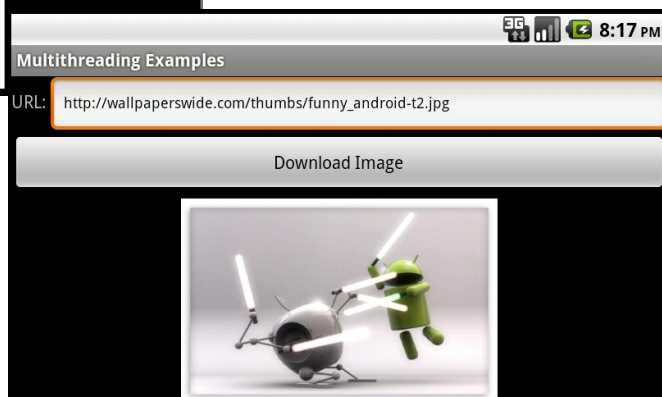 3G 8:17 PM
Multithreading Examples
URL: http://wallpaperswide.com/thumbs/funny_android-t2.jpg
Download Image